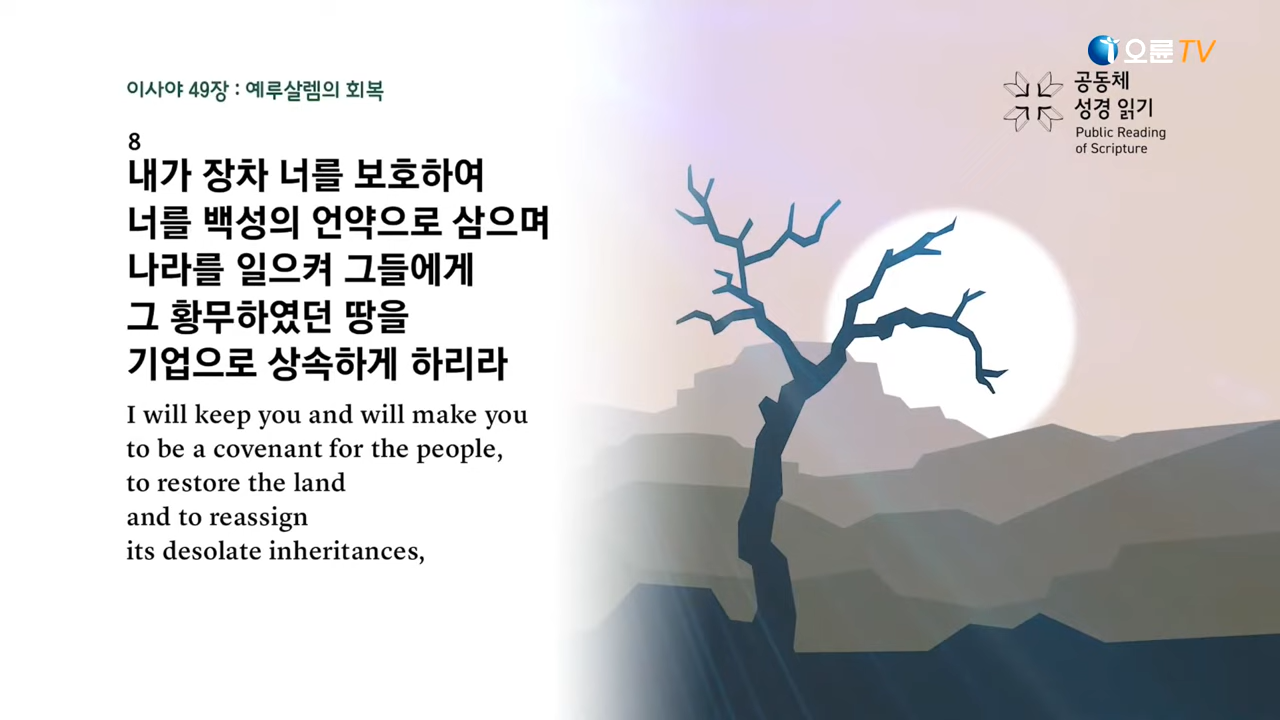 오륜TV
이사야 49장 : 예루살렘의 회복
공동체
성경 읽기
Public Reading
of Scripture
8
내가 장차 너를 보호하여
너를 백성의 언약으로 삼으며
나라를 일으켜 그들에게
그 황무하였던 땅을
기업으로 상속하게 하리라
I will keep you and will make you
to be a covenant for the people,
to restore the land
and to reassign
its desolate inheritances,